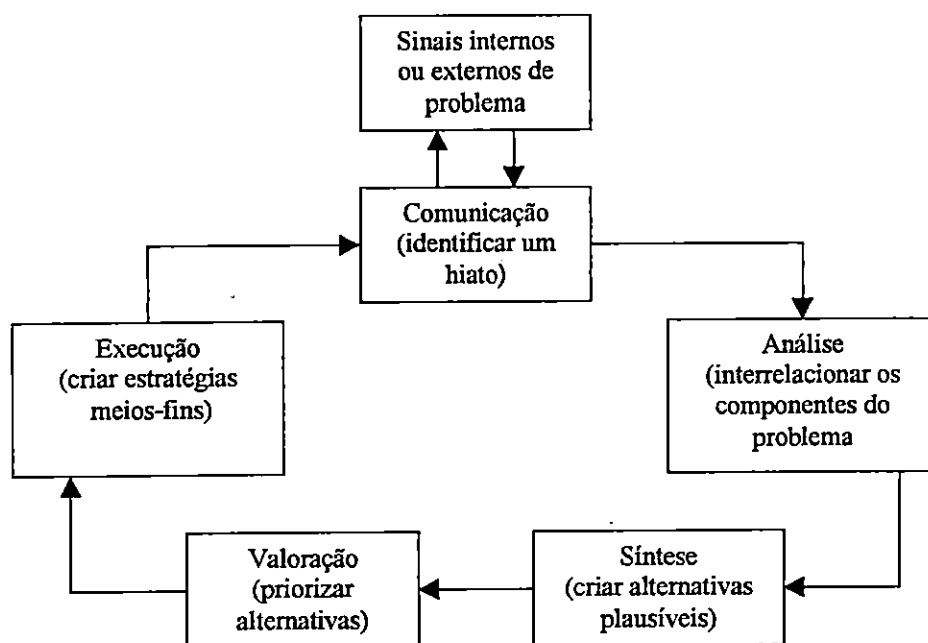 Sinais internos
ou externos de
problema
Comunicação
(identificar um
hiato)
Análise
(interrelacionar os
componentes do
problema
Síntese
(criar alternativas
plausíveis)
Valoração
(priorizar
alternativas)
Execução
(criar estratégias
meios-fins)